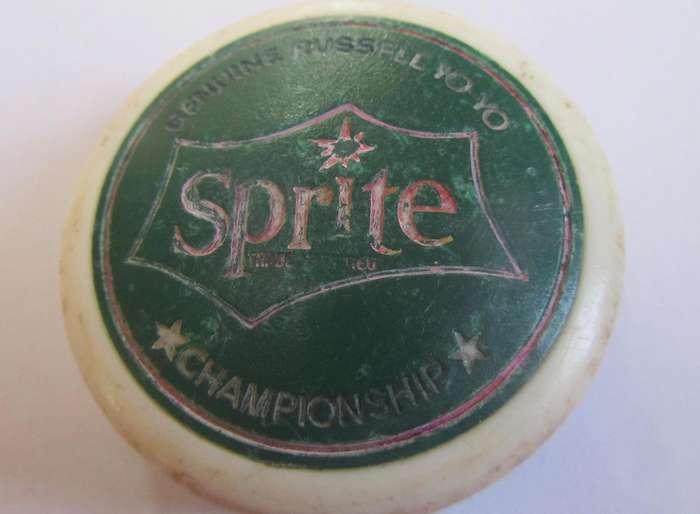 GENUINE RUSSELL YO-YO
Sprite
CHAMPIONSHIP